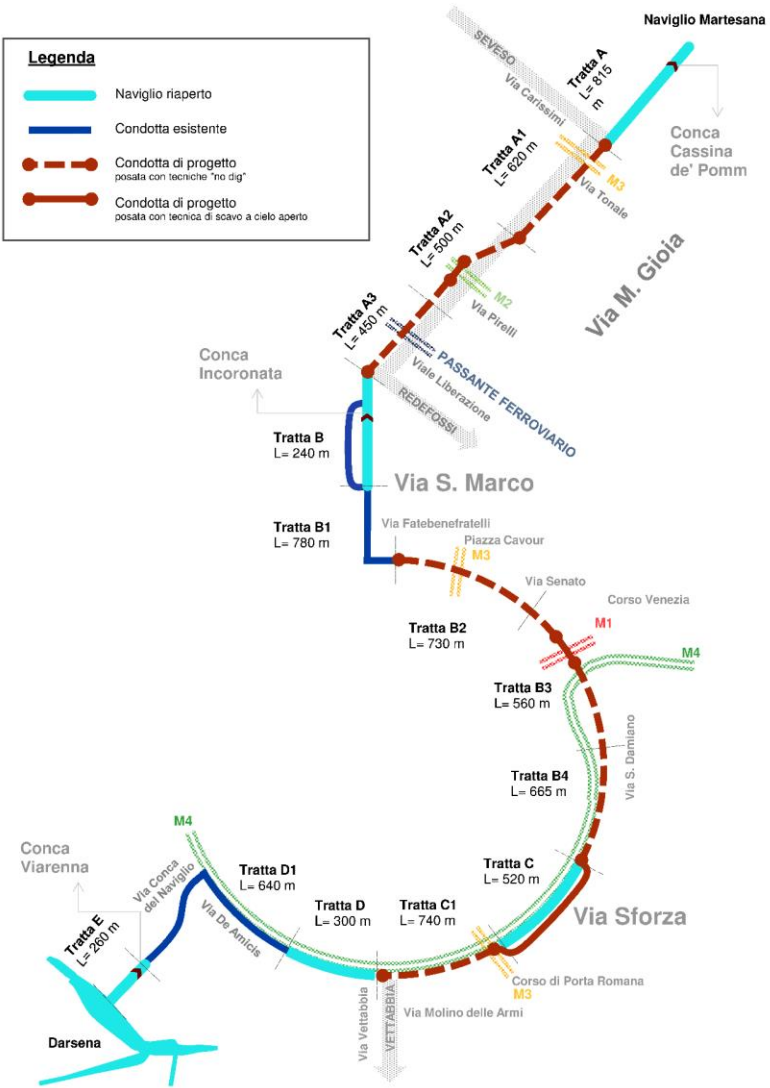 Naviglio Martesana
Legenda
Naviglio riaperto
Condotta esistente
Condotta di progetto
posata con tecniche "no dig"
Condotta di progetto
posata con tecnica di scavo a cielo aperto
SEVESO
Via Carissimi
Tratta A
L= 815
m
Conca
Cassina
de' Pomm
Tratta A1
L= 620 m
M3
Via Tonale
Tratta A2
L= 500 m
M2
Via Pirelli
Via M. Gioia
Tratta A3
L= 450 m
PASSANTE FERROVIARIO
Viale Liberazione
REDEFOSSI
Conca
Incoronata
Tratta B
L= 240 m
Via S. Marco
Tratta B1
L= 780 m
Via Fatebenefratelli
Piazza Cavour
M3
Via Senato
Corso Venezia
M1
Tratta B2
L= 730 m
M4
Tratta B3
L= 560 m
Via S. Damiano
Tratta B4
L= 665 m
M4
Conca
Viarenna
Via Conca
del Naviglio
Tratta D1
L= 640 m
Tratta C
L= 520 m
Tratta D
L= 300 m
Tratta C1
L= 740 m
Via Sforza
Via De Amicis
Tratta E
L= 260 m
Corso di Porta Romana
M3
Via Vettabbia
VETTABBIA
Via Molino delle Armi
Darsena